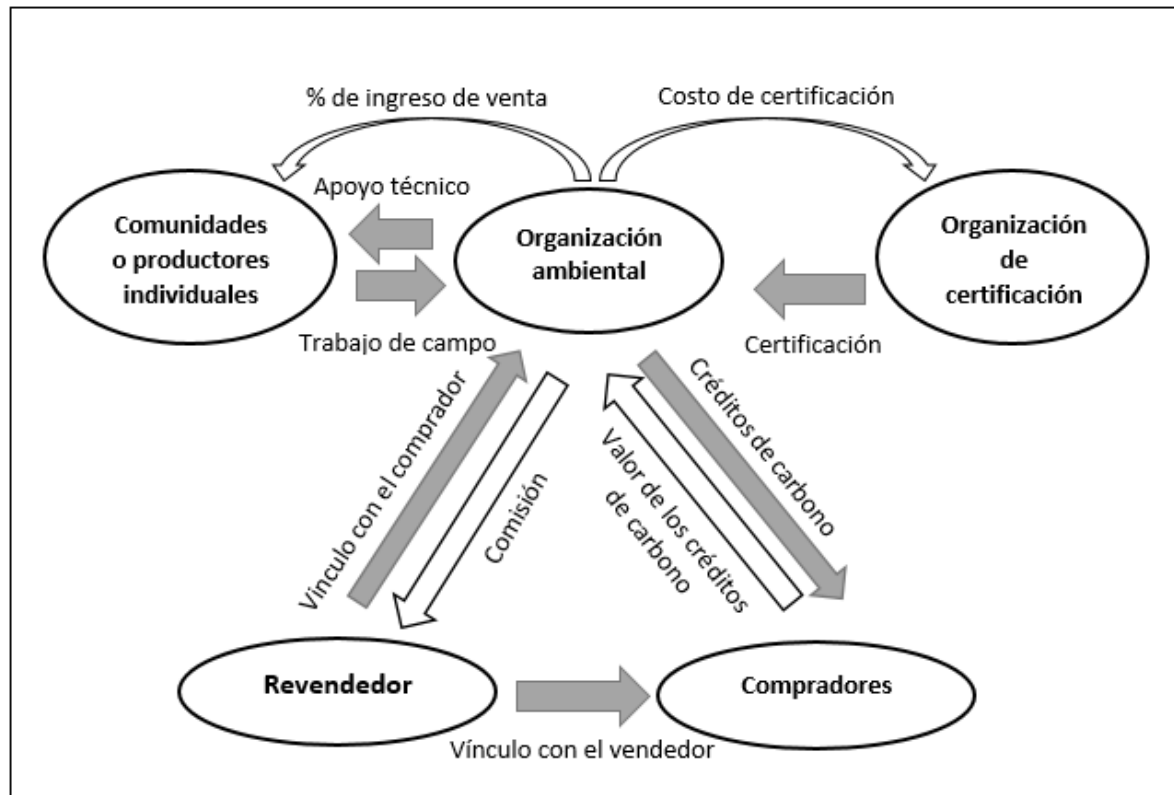 % de ingreso de venta
Costo de certificación
Apoyo técnico
Comunidades
o productores
individuales
Organización
ambiental
Organización
de
certificación
Trabajo de campo
Certificación
Vinculo con el comprador
Comisión
Créditos de carbono
Valor de los créditos
de carbono
Revendedor
Compradores
Vínculo con el vendedor